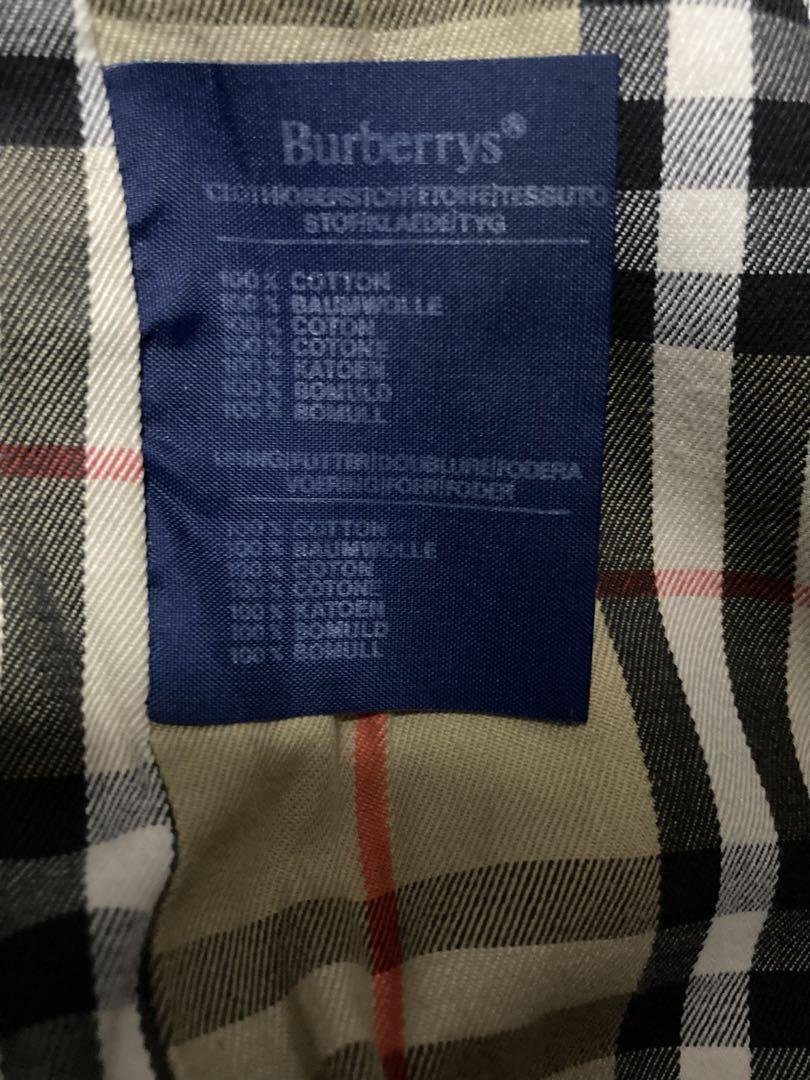 Burberrys®
CLOTH|OBERSTOFF|ETOFFE|TESSUTO
STOF|KLAEDE|TYG
100% COTTON
100% BAUMWOLLE
100% COTON
100% COTONE
100% KATOEN
100% BOMULD
100% BOMULL
LINING|FUTTER|DOUBLURE|FODERA
VOERING|FOER|FODER
100% COTTON
100% BAUMWOLLE
100% COTON
100% COTONE
100% KATOEN
100% BOMULD
100% BOMULL